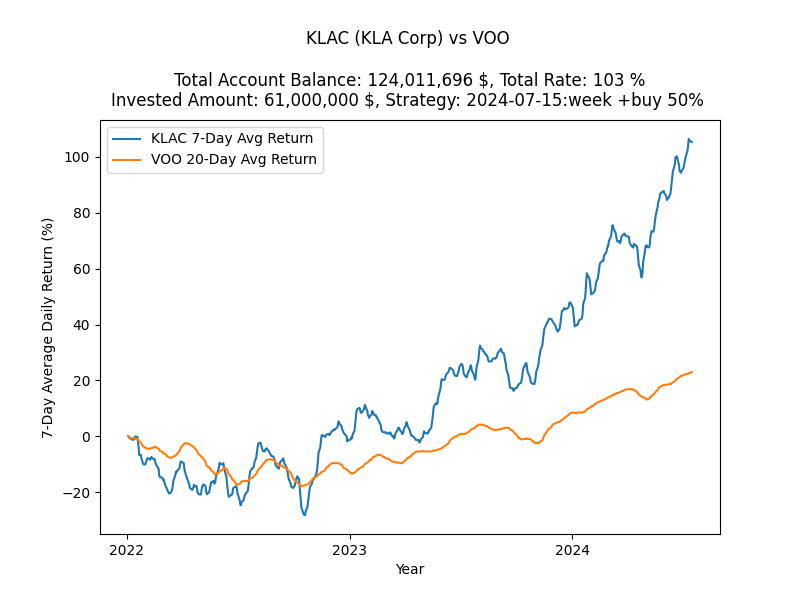 KLAC (KLA Corp) vs VOO
Total Account Balance: 124,011,696 $, Total Rate: 103 %
Invested Amount: 61,000,000 $, Strategy: 2024-07-15:week +buy 50%
KLAC 7-Day Avg Return
VOO 20-Day Avg Return
7-Day Average Daily Return (%)
100
80
60
40
20
0
−20
2022
2023
2024
Year